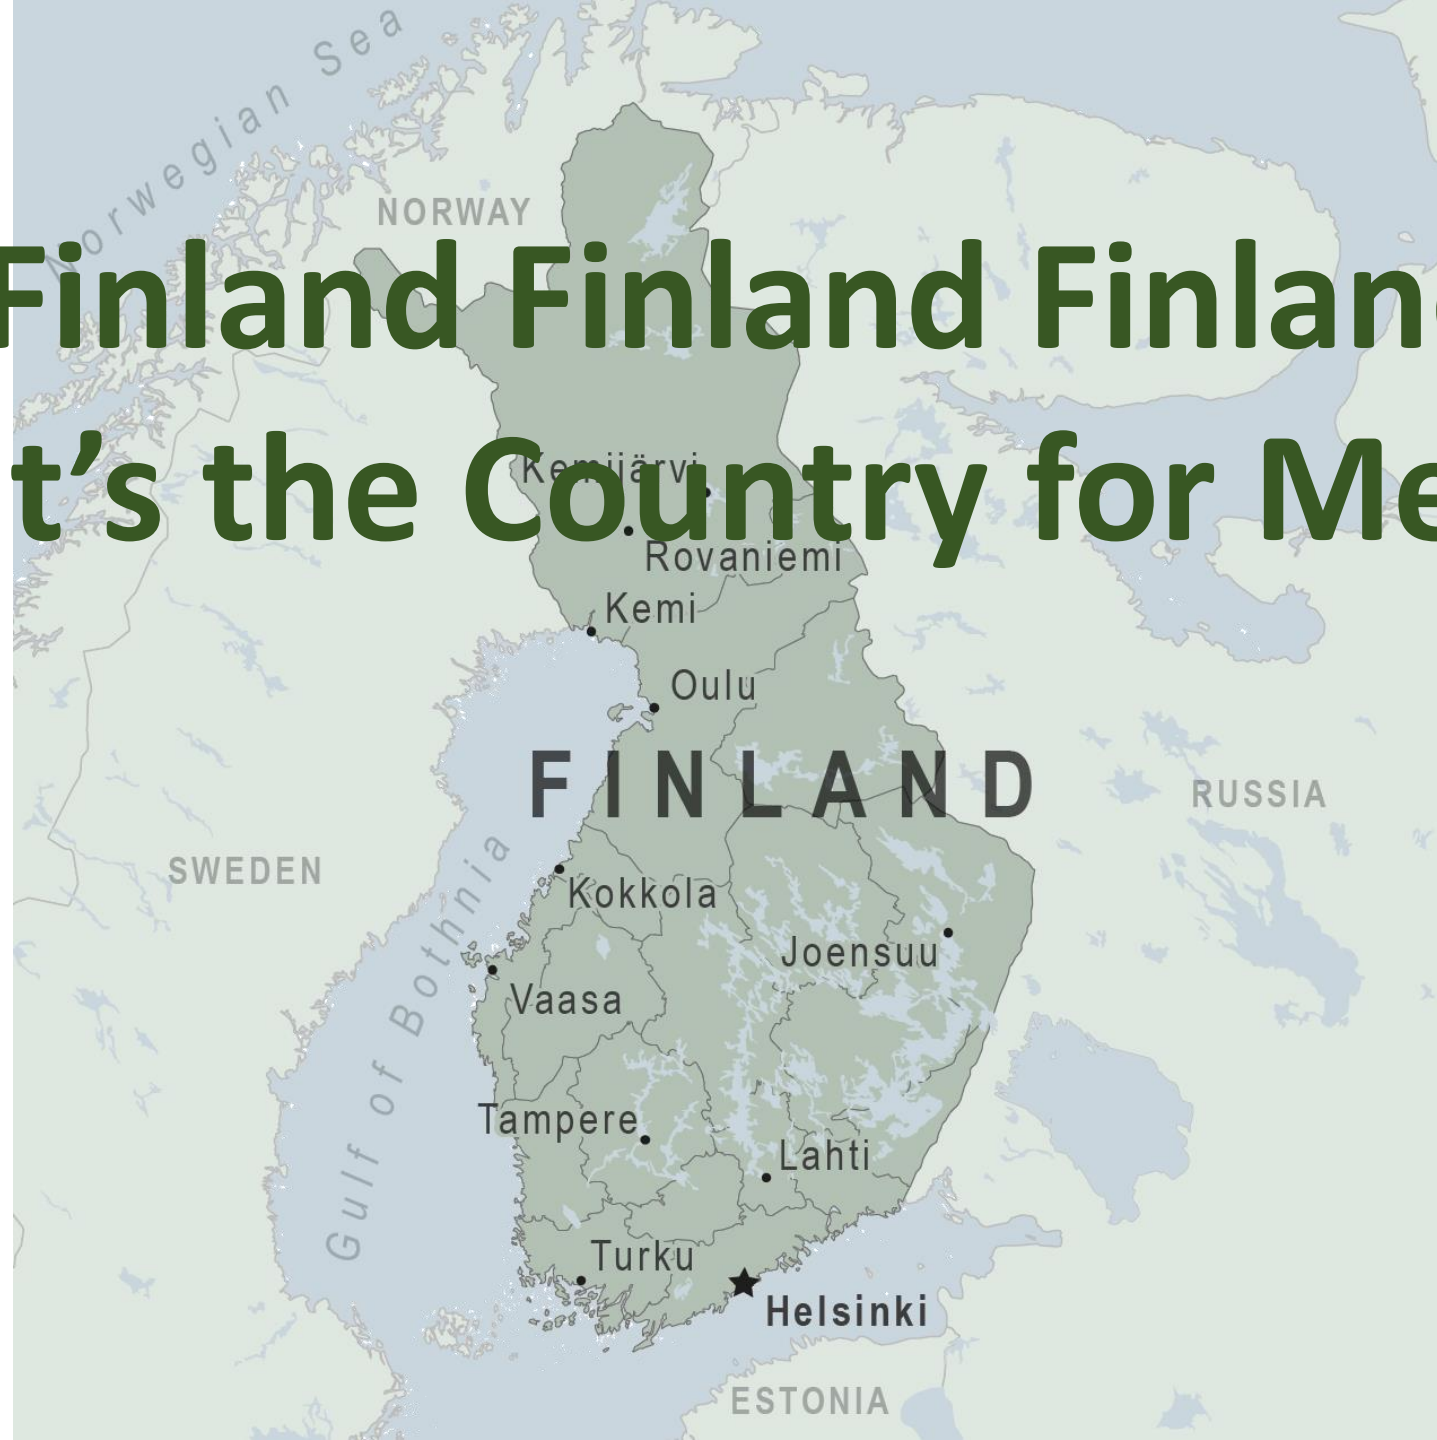 Norwegian Sea
NORWAY
Finland Finland Finlan
t’s the Country for Me
Kemijärvi
Rovaniemi
Kemi
Oulu
FINLAND
RUSSIA
SWEDEN
Kokkola
Joensuu
Gulf of Bothnia
Vaasa
Tampere
Lahti
Turku
Helsinki
ESTONIA